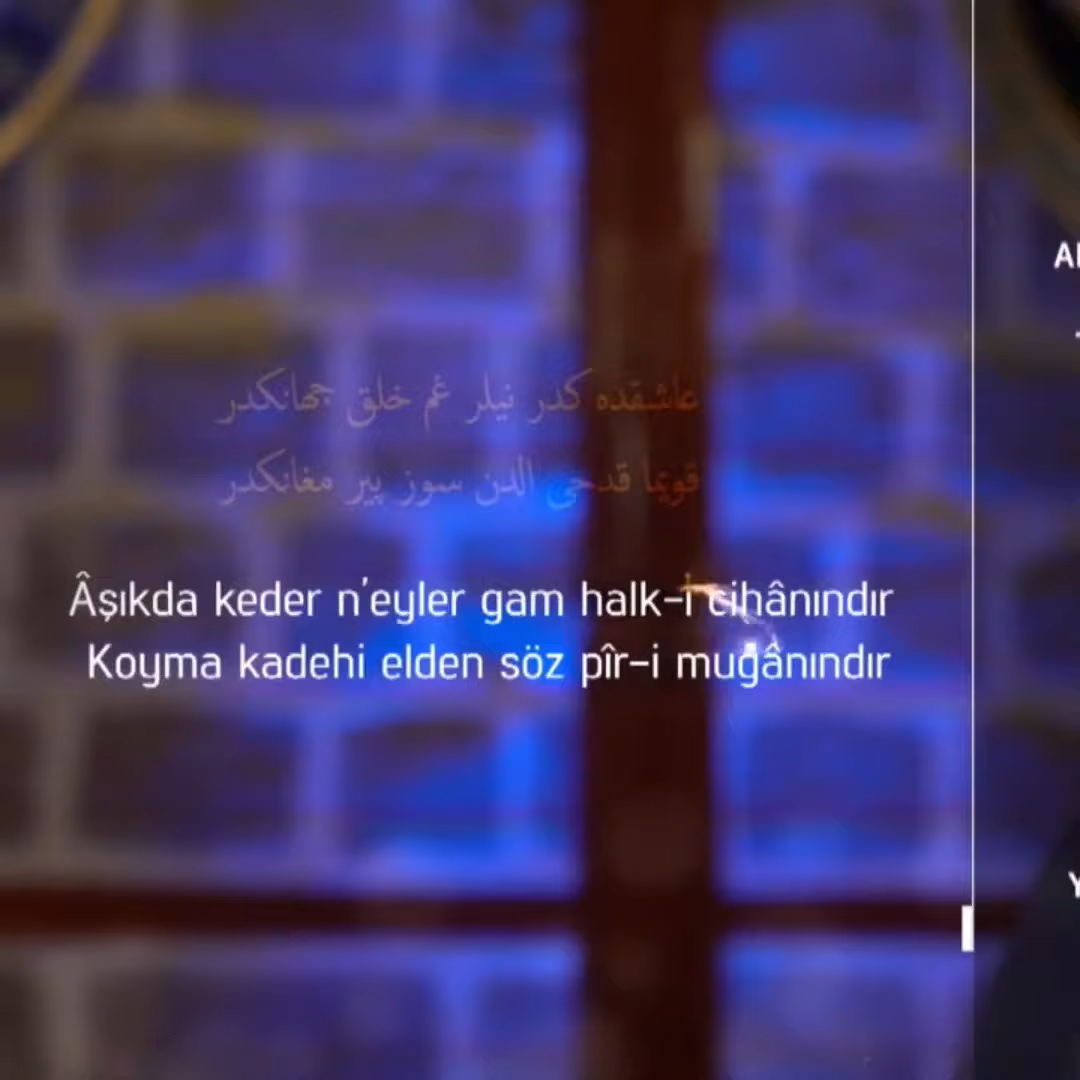 عاشقده كدر نيلر غم خلق جهانكدر
قويما قدحى الدن سوز پير مغانكدر
Âşıkda keder n'eyler gam halk-i cihânındır
Koyma kadehi elden söz pîr-i mugânındır